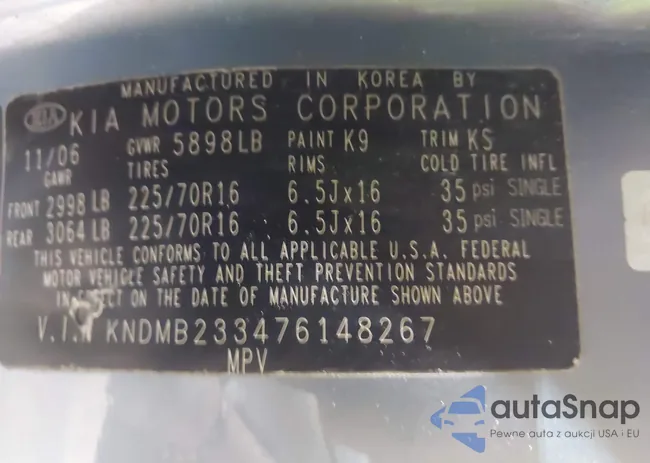 MANUFACTURED IN KOREA BY
KIA KIA MOTORS CORPORATION
11/06 GVWR 5898LB PAINT K9 TRIM KS
GAWR TIRES RIMS COLD TIRE INFL
FRONT 2998 LB 225/70R16 6.5Jx16 35 psi SINGLE
REAR 3064 LB 225/70R16 6.5Jx16 35 psi SINGLE
THIS VEHICLE CONFORMS TO ALL APPLICABLE U.S.A. FEDERAL
MOTOR VEHICLE SAFETY AND THEFT PREVENTION STANDARDS
IN EFFECT ON THE DATE OF MANUFACTURE SHOWN ABOVE
V.I.N KNDMB233476148267
MPV
autaSnap
Pewne auta z aukcji USA i EU